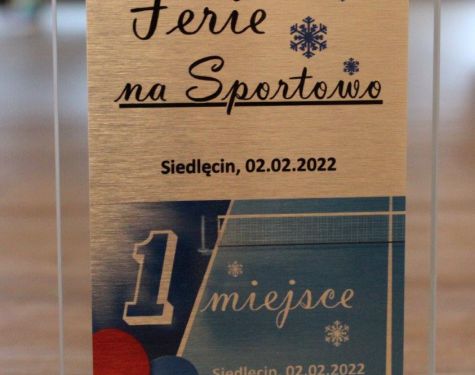 Ferie
na Sportowo
Siedlęcin, 02.02.2022
1 miejsce
Siedlęcin, 02.02.2022